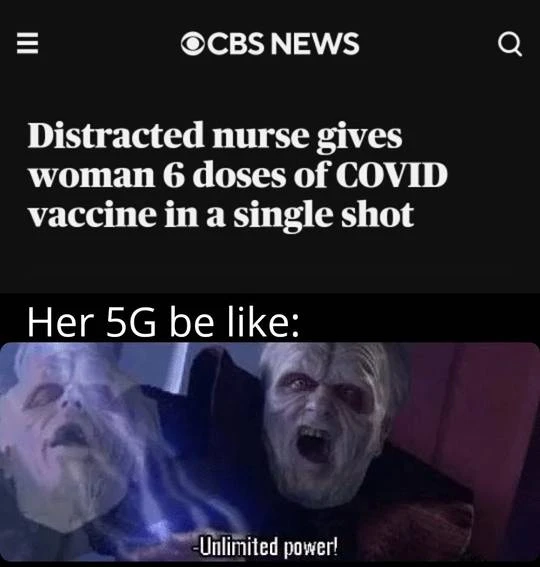 CBS NEWS
Distracted nurse gives
woman 6 doses of COVID
vaccine in a single shot
Her 5G be like:
-Unlimited power!